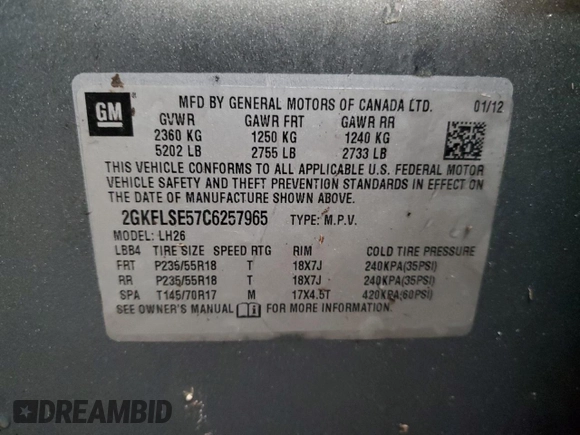 GM
MFD BY GENERAL MOTORS OF CANADA LTD. 01/12
GVWR GAWR FRT GAWR RR
2360 KG 1250 KG 1240 KG
5202 LB 2755 LB 2733 LB
THIS VEHICLE CONFORMS TO ALL APPLICABLE U.S. FEDERAL MOTOR
VEHICLE SAFETY AND THEFT PREVENTION STANDARDS IN EFFECT ON
THE DATE OF MANUFACTURE SHOWN ABOVE.
2GKFLSE57C6257965 TYPE: M.P.V.
MODEL: LH26
LBB4 TIRE SIZE SPEED RTG RIM COLD TIRE PRESSURE
FRT P235/55R18 T 18X7J 240KPA(35PSI)
RR P235/55R18 T 18X7J 240KPA(35PSI)
SPA T145/70R17 M 17X4.5T 420KPA(60PSI)
SEE OWNER'S MANUAL FOR MORE INFORMATION.
DREAMBID